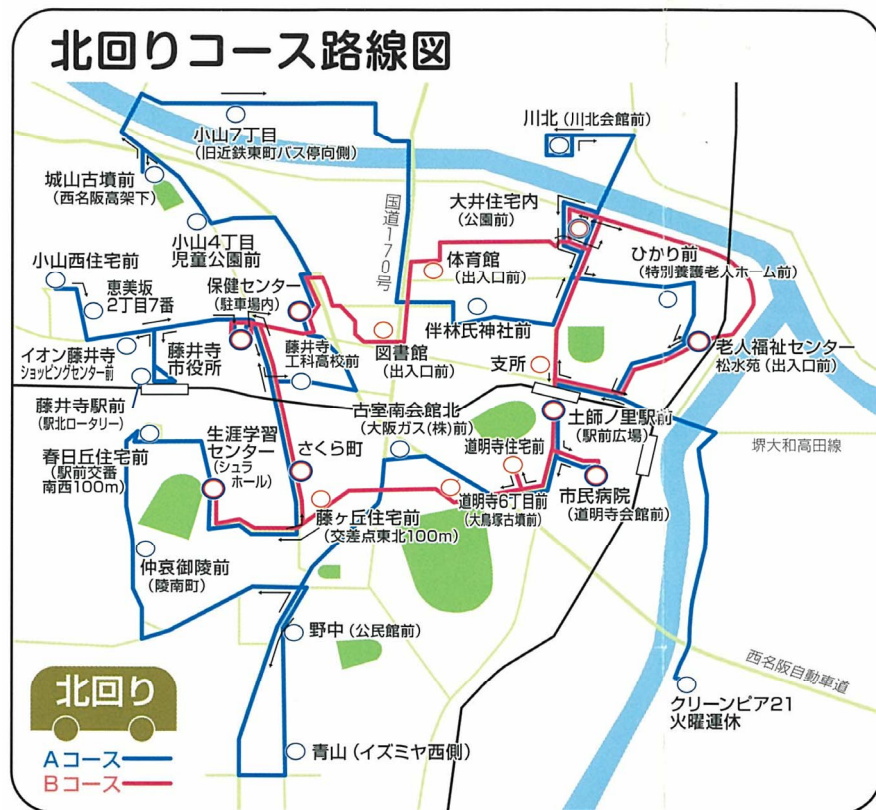 北回りコース路線図
小山7丁目
(旧近鉄東町バス停向側)
川北(川北会館前)
城山古墳前
(西名阪高架下)
国道170号
大井住宅内
(公園前)
小山4丁目
児童公園前
体育館
(出入口前)
ひかり前
(特別養護老人ホーム前)
小山西住宅前
恵美坂
2丁目7番
保健センター
(駐車場内)
伴林氏神社前
イオン藤井寺
ショッピングセンター前
藤井寺
市役所
藤井寺
工科高校前
図書館
(出入口前)
支所
老人福祉センター
松水苑(出入口前)
藤井寺駅前
(駅北ロータリー)
古室南会館北
(大阪ガス(株)前)
土師ノ里駅前
(駅前広場)
春日丘住宅前
(駅前交番
南西100m)
生涯学習
センター
(シュラ
ホール)
さくら町
道明寺住宅前
堺大和高田線
藤ヶ丘住宅前
(交差点東北100m)
道明寺6丁目前
(大鳥塚古墳前)
市民病院
(道明寺会館前)
仲哀御陵前
(陵南町)
野中(公民館前)
西名阪自動車道
北回り
クリーンピア21
火曜運休
Aコース
青山(イズミヤ西側)
Bコース